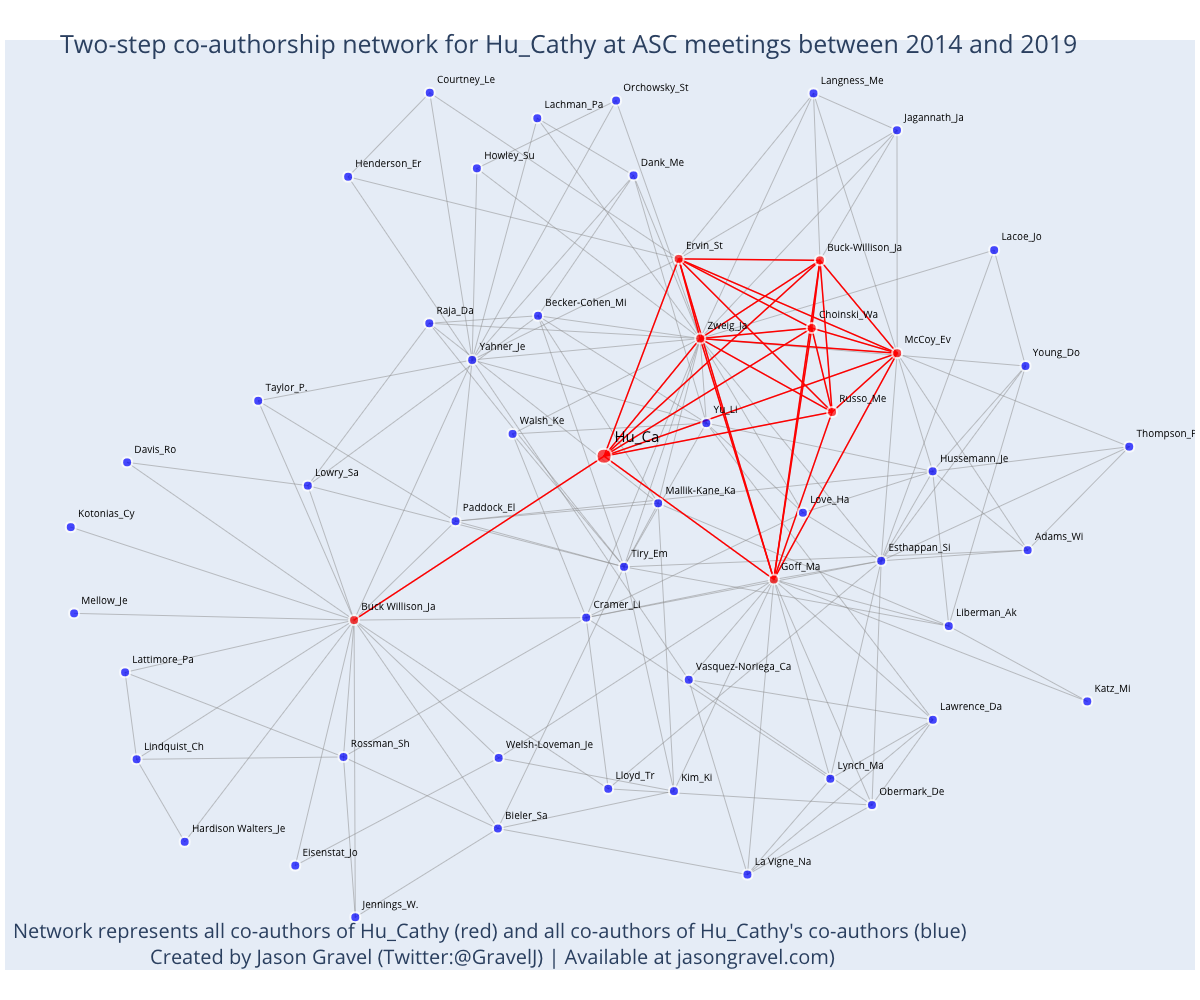 Two-step co-authorship network for Hu_Cathy at ASC meetings between 2014 and 2019
Courtney_Le
Langness_Me
Orchowsky_St
Lachman_Pa
Jagannath_Ja
Howley_Su
Henderson_Er
Dank_Me
Lacoe_Jo
Ervin_St
Buck-Willison_Ja
Becker-Cohen_Mi
Raja_Da
Choinski_Wa
Zweig_Ja
McCoy_Ev
Yahner_Je
Young_Do
Taylor_P.
Russo_Me
Yu_Li
Walsh_Ke
Hu_Ca
Thompson_P
Davis_Ro
Hussemann_Je
Lowry_Sa
Mallik-Kane_Ka
Love_Ha
Paddock_El
Kotonias_Cy
Adams_Wi
Esthappan_Si
Tiry_Em
Goff_Ma
Mellow_Je
Buck Willison_Ja
Cramer_Li
Liberman_Ak
Lattimore_Pa
Vasquez-Noriega_Ca
Katz_Mi
Lawrence_Da
Lindquist_Ch
Rossman_Sh
Welsh-Loveman_Je
Lynch_Ma
Lloyd_Tr
Kim_Ki
Obermark_De
Bieler_Sa
Hardison Walters_Je
Eisenstat_Jo
La Vigne_Na
Jennings_W.
Network represents all co-authors of Hu_Cathy (red) and all co-authors of Hu_Cathy's co-authors (blue)
Created by Jason Gravel (Twitter:@GravelJ) | Available at jasongravel.com)